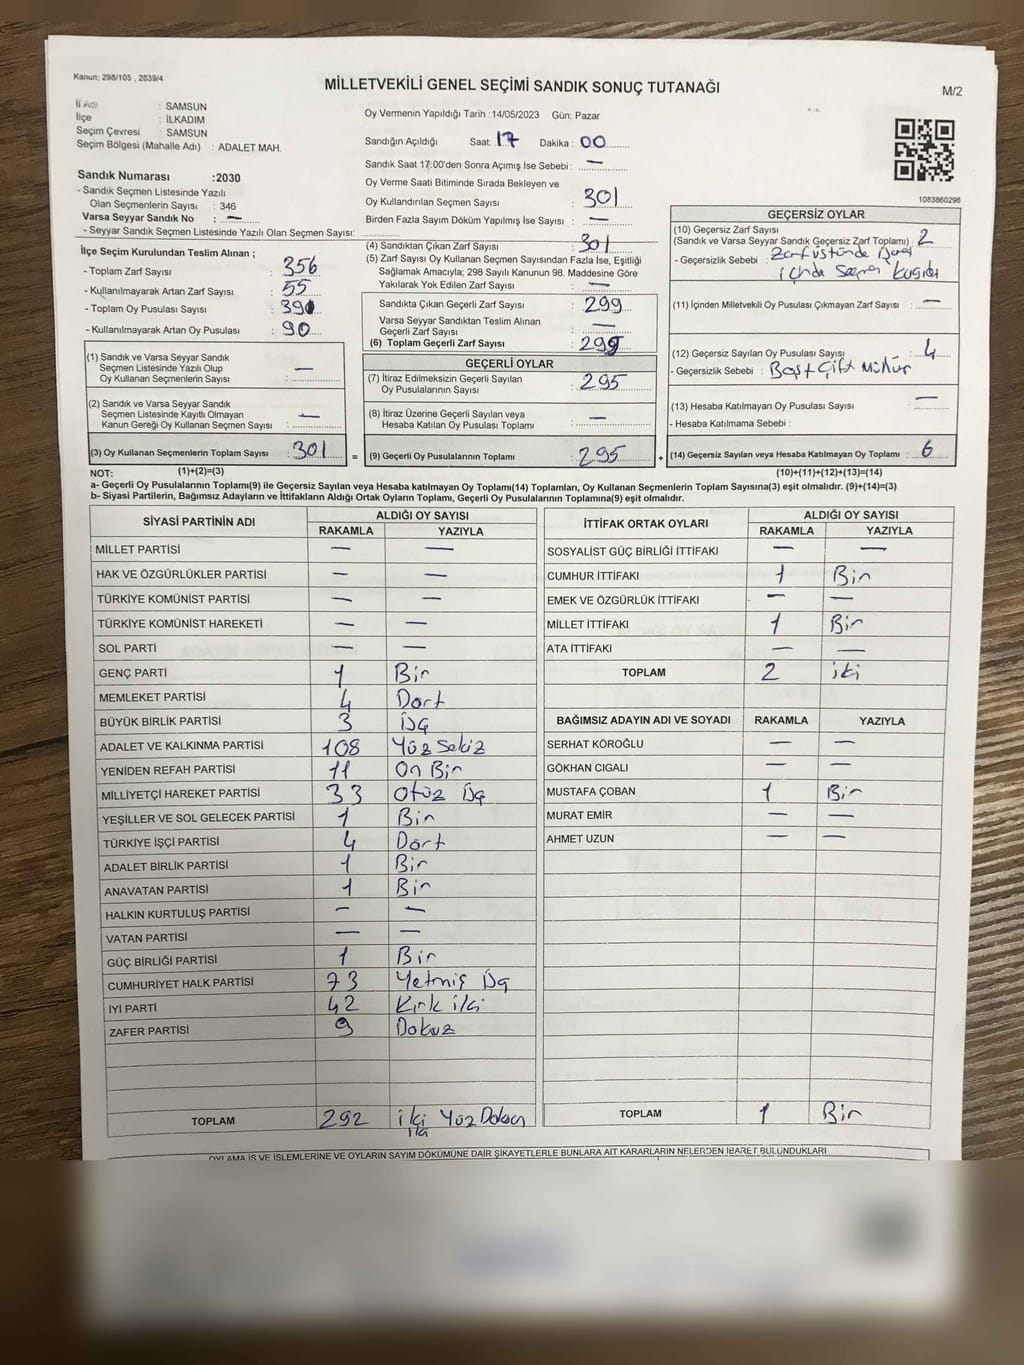 Kanun; 298/105 , 2839/4
MİLLETVEKİLİ GENEL SEÇİMİ SANDIK SONUÇ TUTANAĞI
M/2
İl Adı : SAMSUN
İlçe : İLKADIM
Seçim Çevresi : SAMSUN
Seçim Bölgesi (Mahalle Adı) : ADALET MAH.
Sandık Numarası :2030
- Sandık Seçmen Listesinde Yazılı
Olan Seçmenlerin Sayısı : 346
Varsa Seyyar Sandık No : —
- Seyyar Sandık Seçmen Listesinde Yazılı Olan Seçmen Sayısı:
Oy Vermenin Yapıldığı Tarih :14/05/2023 Gün: Pazar
Sandığın Açıldığı Saat: 17 Dakika : 00
Sandık Saat 17:00'den Sonra Açımış İse Sebebi : —
Oy Verme Saati Bitiminde Sırada Bekleyen ve
Oy Kullandırılan Seçmen Sayısı : 301
Birden Fazla Sayım Döküm Yapılmış İse Sayısı : —
1083860296
İlçe Seçim Kurulundan Teslim Alınan ;
- Toplam Zarf Sayısı : 356
- Kullanılmayarak Artan Zarf Sayısı : 55
- Toplam Oy Pusulası Sayısı : 390
- Kullanılmayarak Artan Oy Pusulası : 90
(4) Sandıktan Çıkan Zarf Sayısı : 301
(5) Zarf Sayısı Oy Kullanan Seçmen Sayısından Fazla İse, Eşitliği
Sağlamak Amacıyla; 298 Sayılı Kanunun 98. Maddesine Göre
Yakılarak Yok Edilen Zarf Sayısı : —
Sandıkta Çıkan Geçerli Zarf Sayısı : 299
Varsa Seyyar Sandıktan Teslim Alınan
Geçerli Zarf Sayısı : —
(6) Toplam Geçerli Zarf Sayısı : 299
GEÇERSİZ OYLAR
(10) Geçersiz Zarf Sayısı
(Sandık ve Varsa Seyyar Sandık Geçersiz Zarf Toplamı) : 2
- Geçersizlik Sebebi : Zarf üstünde
içinde seçmen kağıdı
(11) İçinden Milletvekili Oy Pusulası Çıkmayan Zarf Sayısı : —
(12) Geçersiz Sayılan Oy Pusulası Sayısı : 4
- Geçersizlik Sebebi : Boşt Çift Mühür
(13) Hesaba Katılmayan Oy Pusulası Sayısı : —
- Hesaba Katılmama Sebebi :
(14) Geçersiz Sayılan veya Hesaba Katılmayan Oy Toplamı : 6
(10)+(11)+(12)+(13)=(14)
(1) Sandık ve Varsa Seyyar Sandık
Seçmen Listesinde Yazılı Olup
Oy Kullanan Seçmenlerin Sayısı : —
(2) Sandık ve Varsa Seyyar Sandık
Seçmen Listesinde Kayıtlı Olmayan
Kanun Gereği Oy Kullanan Seçmen Sayısı : —
(3) Oy Kullanan Seçmenlerin Toplam Sayısı : 301 =
NOT: (1)+(2)=(3)
GEÇERLİ OYLAR
(7) İtiraz Edilmeksizin Geçerli Sayılan
Oy Pusulalarının Sayısı : 295
(8) İtiraz Üzerine Geçerli Sayılan veya
Hesaba Katılan Oy Pusulası Toplamı : —
(9) Geçerli Oy Pusulalarının Toplamı : 295 +
a- Geçerli Oy Pusulalarının Toplamı(9) ile Geçersiz Sayılan veya Hesaba katılmayan Oy Toplamı(14) Toplamları, Oy Kullanan Seçmenlerin Toplam Sayısına(3) eşit olmalıdır. (9)+(14)=(3)
b- Siyasi Partilerin, Bağımsız Adayların ve İttifakların Aldığı Ortak Oyların Toplamı, Geçerli Oy Pusulalarının Toplamına(9) eşit olmalıdır.
SİYASİ PARTİNİN ADI ALDIĞI OY SAYISI
RAKAMLA YAZIYLA
MİLLET PARTİSİ — —
HAK VE ÖZGÜRLÜKLER PARTİSİ — —
TÜRKİYE KOMÜNİST PARTİSİ — —
TÜRKİYE KOMÜNİST HAREKETİ — —
SOL PARTİ — —
GENÇ PARTİ 1 Bir
MEMLEKET PARTİSİ 4 Dört
BÜYÜK BİRLİK PARTİSİ 3 Üç
ADALET VE KALKINMA PARTİSİ 108 Yüz Sekiz
YENİDEN REFAH PARTİSİ 11 On Bir
MİLLİYETÇİ HAREKET PARTİSİ 33 Otuz Üç
YEŞİLLER VE SOL GELECEK PARTİSİ 1 Bir
TÜRKİYE İŞÇİ PARTİSİ 4 Dört
ADALET BİRLİK PARTİSİ 1 Bir
ANAVATAN PARTİSİ 1 Bir
HALKIN KURTULUŞ PARTİSİ — —
VATAN PARTİSİ — —
GÜÇ BİRLİĞİ PARTİSİ 1 Bir
CUMHURİYET HALK PARTİSİ 73 Yetmiş Üç
İYİ PARTİ 42 Kırk iki
ZAFER PARTİSİ 9 Dokuz
TOPLAM 292 iki Yüz Doksan
iki
İTTİFAK ORTAK OYLARI ALDIĞI OY SAYISI
RAKAMLA YAZIYLA
SOSYALİST GÜÇ BİRLİĞİ İTTİFAKI — —
CUMHUR İTTİFAKI 1 Bir
EMEK VE ÖZGÜRLÜK İTTİFAKI — —
MİLLET İTTİFAKI 1 Bir
ATA İTTİFAKI — —
TOPLAM 2 iki
BAĞIMSIZ ADAYIN ADI VE SOYADI RAKAMLA YAZIYLA
SERHAT KÖROĞLU — —
GÖKHAN CIGALI — —
MUSTAFA ÇOBAN 1 Bir
MURAT EMİR — —
AHMET UZUN — —
TOPLAM 1 Bir
OYLAMA İŞ VE İŞLEMLERİNE VE OYLARIN SAYIM DÖKÜMÜNE DAİR ŞİKAYETLERLE BUNLARA AİT KARARLARIN NELERDEN İBARET BULUNDUKLARI